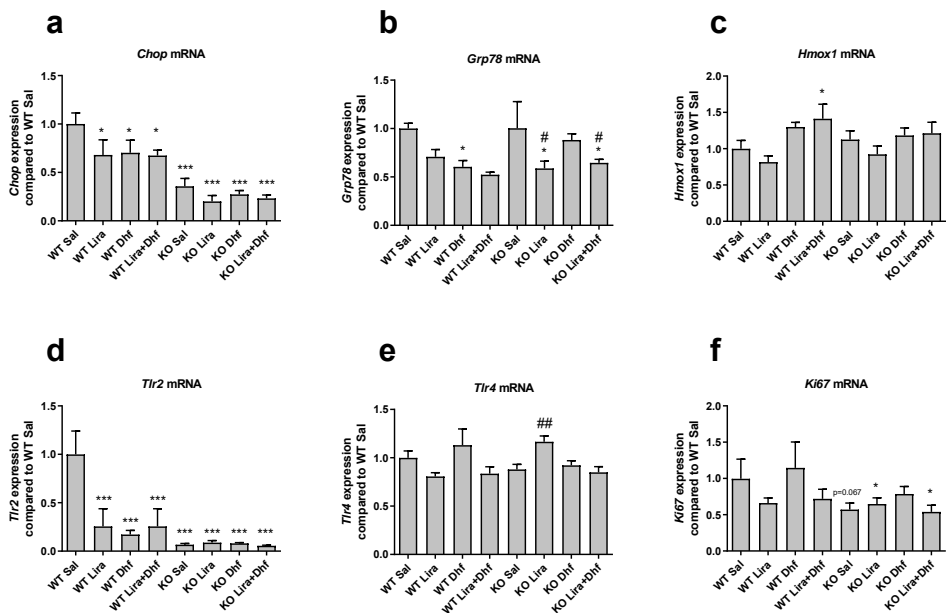 a
Chop mRNA
Chop expression
compared to WT Sal
1.5
1.0
0.5
0.0
*
*
*
***
***
***
***
WT Sal
WT Lira
WT Dhf
WT Lira+Dhf
KO Sal
KO Lira
KO Dhf
KO Lira+Dhf
b
Grp78 mRNA
Grp78 expression
compared to WT Sal
1.5
1.0
0.5
0.0
*
#
*
#
*
WT Sal
WT Lira
WT Dhf
WT Lira+Dhf
KO Sal
KO Lira
KO Dhf
KO Lira+Dhf
c
Hmox1 mRNA
Hmox1 expression
compared to WT Sal
2.0
1.5
1.0
0.5
0.0
*
WT Sal
WT Lira
WT Dhf
WT Lira+Dhf
KO Sal
KO Lira
KO Dhf
KO Lira+Dhf
d
Tlr2 mRNA
Tlr2 expression
compared to WT Sal
1.5
1.0
0.5
0.0
***
***
***
***
***
***
***
WT Sal
WT Lira
WT Dhf
WT Lira+Dhf
KO Sal
KO Lira
KO Dhf
KO Lira+Dhf
e
Tlr4 mRNA
Tlr4 expression
compared to WT Sal
1.5
1.0
0.5
0.0
##
WT Sal
WT Lira
WT Dhf
WT Lira+Dhf
KO Sal
KO Lira
KO Dhf
KO Lira+Dhf
f
Ki67 mRNA
Ki67 expression
compared to WT Sal
2.0
1.5
1.0
0.5
0.0
p=0.067
*
*
WT Sal
WT Lira
WT Dhf
WT Lira+Dhf
KO Sal
KO Lira
KO Dhf
KO Lira+Dhf